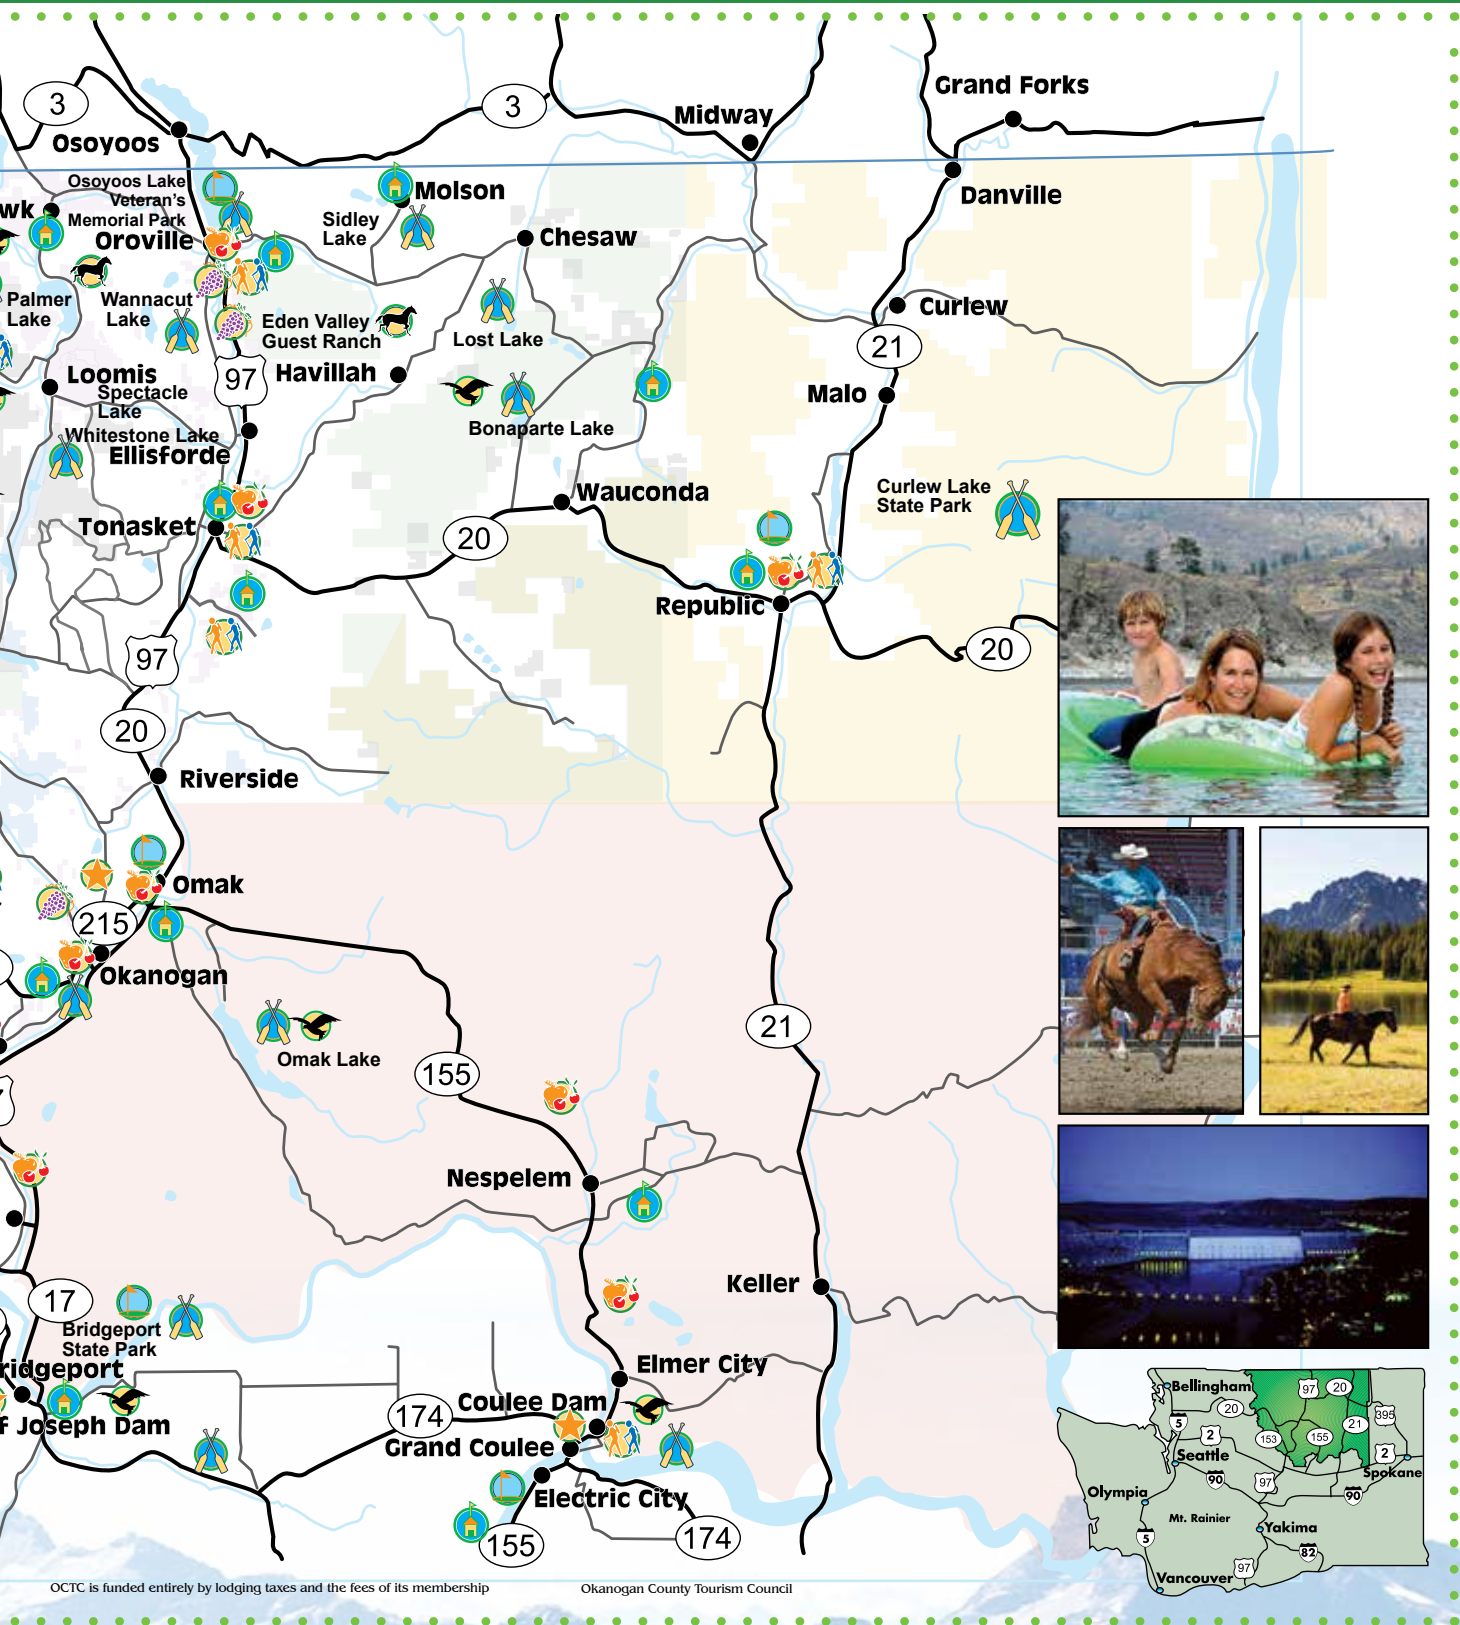 Grand Forks
3
3
Midway
Osoyoos
Osoyoos Lake
Veteran's
Memorial Park
Molson
Danville
wk
Sidley
Lake
Oroville
Chesaw
Palmer
Lake
Wannacut
Lake
Curlew
Eden Valley
Guest Ranch
Lost Lake
21
Loomis
97
Havillah
Spectacle
Lake
Malo
Bonaparte Lake
Whitestone Lake
Ellisforde
Curlew Lake
State Park
Wauconda
Tonasket
20
Republic
97
20
20
Riverside
Omak
215
Okanogan
21
Omak Lake
155
Nespelem
Keller
17
Bridgeport
State Park
ridgeport
Elmer City
Coulee Dam
174
f Joseph Dam
Grand Coulee
Electric City
155
174
Bellingham
97
20
20
395
5
21
2
153
155
2
Seattle
Spokane
90
97
90
Olympia
Mt. Rainier
Yakima
5
82
97
Vancouver
OCTC is funded entirely by lodging taxes and the fees of its membership
Okanogan County Tourism Council